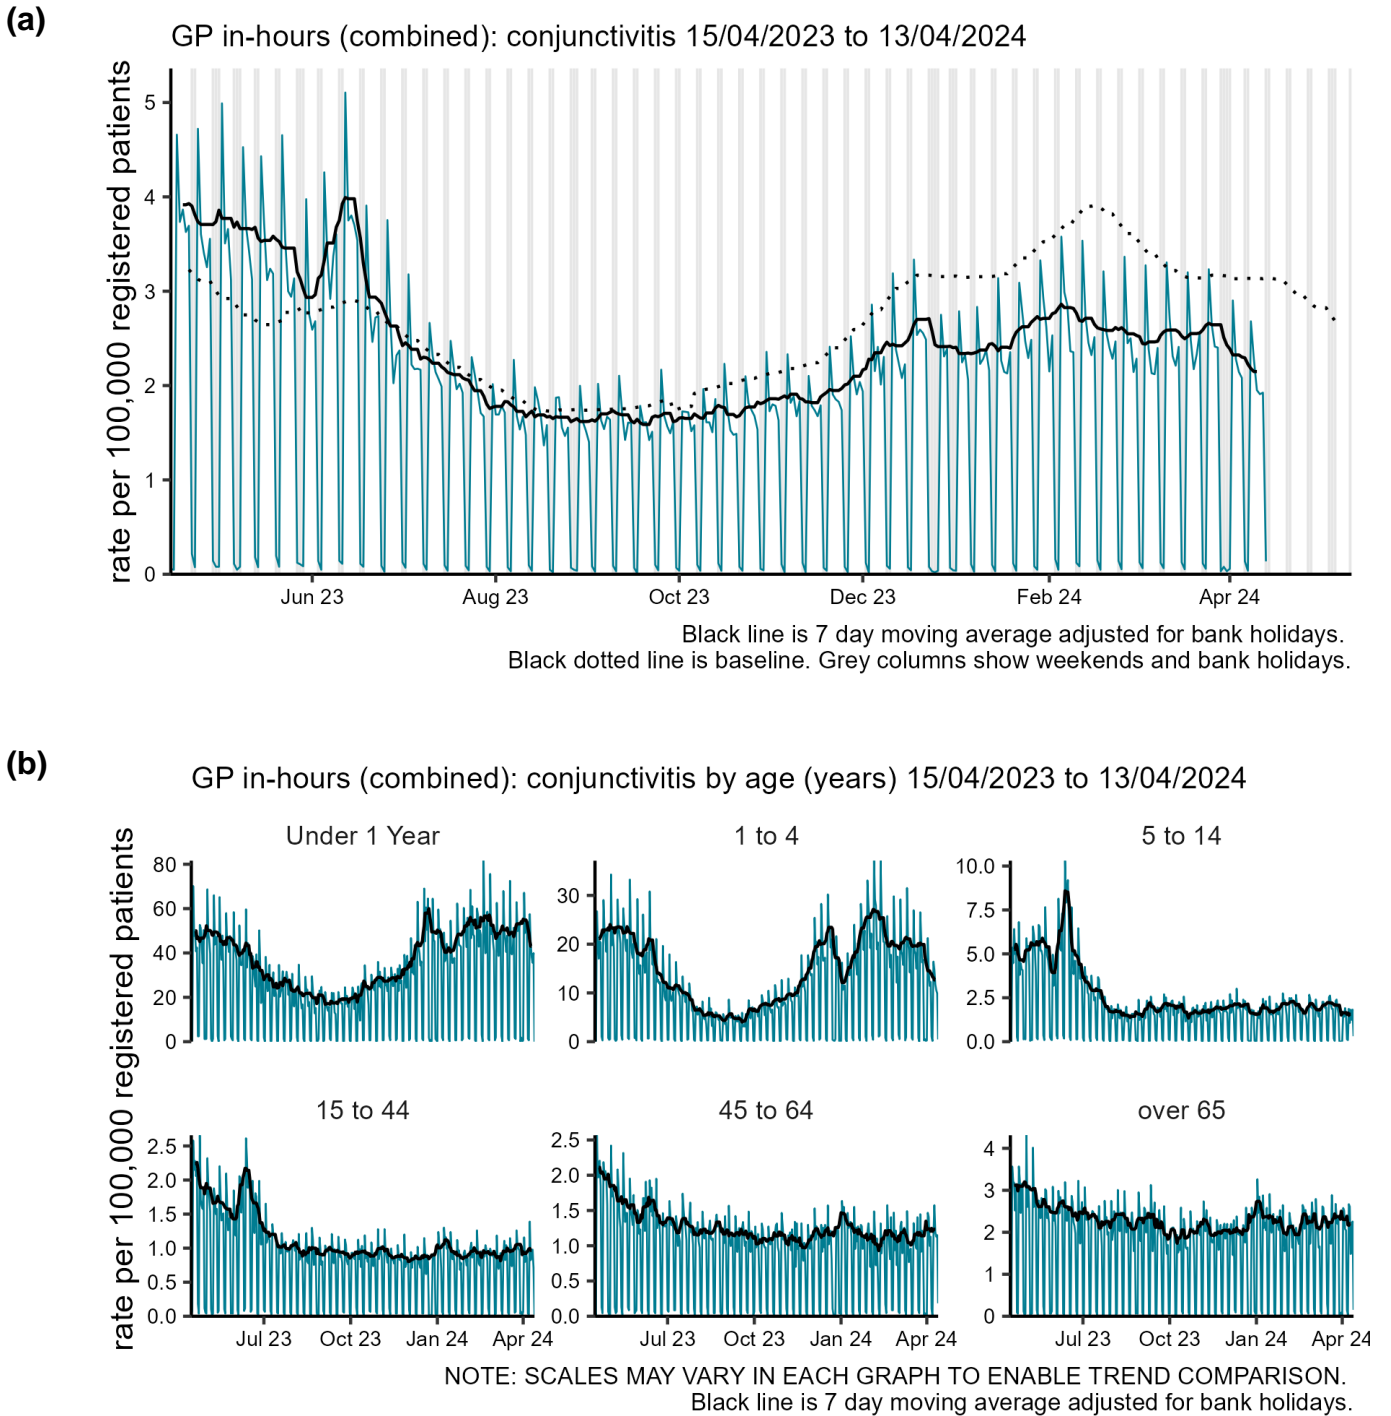 (a)
GP in-hours (combined): conjunctivitis 15/04/2023 to 13/04/2024
rate per 100,000 registered patients
5
4
3
2
1
0
Jun 23
Aug 23
Oct 23
Dec 23
Feb 24
Apr 24
Black line is 7 day moving average adjusted for bank holidays.
Black dotted line is baseline. Grey columns show weekends and bank holidays.
(b)
GP in-hours (combined): conjunctivitis by age (years) 15/04/2023 to 13/04/2024
rate per 100,000 registered patients
Under 1 Year
80
60
40
20
0
1 to 4
30
20
10
0
5 to 14
10.0
7.5
5.0
2.5
0.0
15 to 44
2.5
2.0
1.5
1.0
0.5
0.0
Jul 23
Oct 23
Jan 24
Apr 24
45 to 64
2.5
2.0
1.5
1.0
0.5
0.0
Jul 23
Oct 23
Jan 24
Apr 24
over 65
4
3
2
1
0
Jul 23
Oct 23
Jan 24
Apr 24
NOTE: SCALES MAY VARY IN EACH GRAPH TO ENABLE TREND COMPARISON.
Black line is 7 day moving average adjusted for bank holidays.